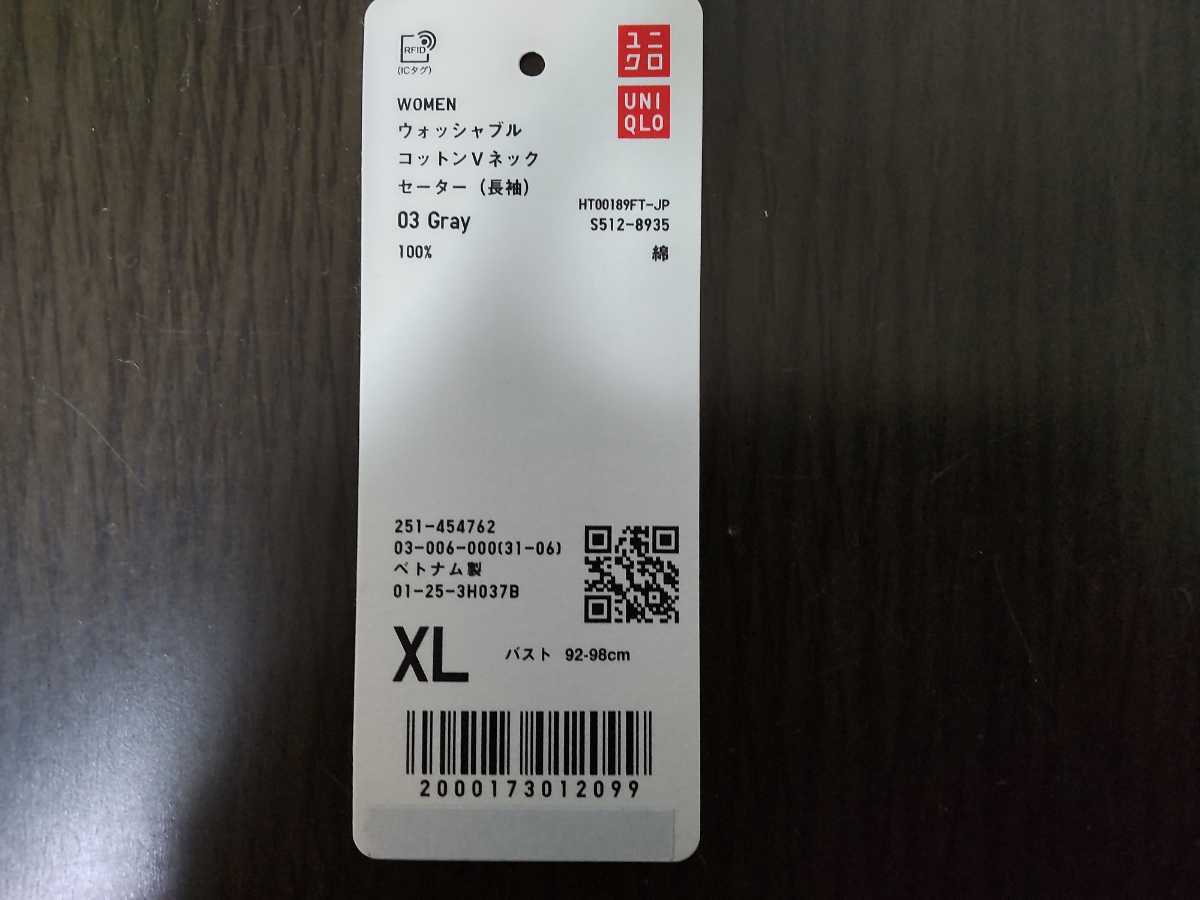 RFID
(ICタグ)
ユニ
クロ
UNI
QLO
WOMEN
ウォッシャブル
コットンVネック
セーター(長袖)
HT00189FT-JP
03 Gray
S512-8935
100% 綿
251-454762
03-006-000(31-06)
ベトナム製
01-25-3H037B
XL バスト 92-98cm
2000173012099